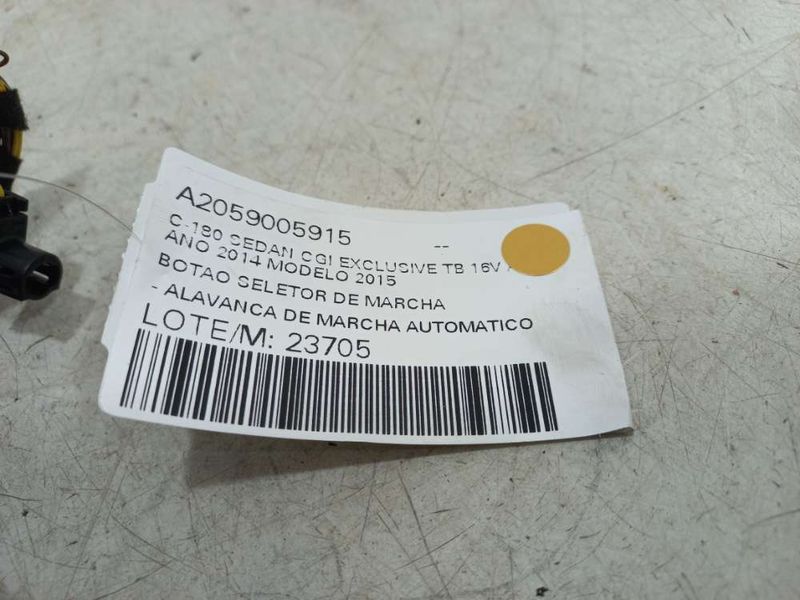 A2059005915 --
C-180 SEDAN CGI EXCLUSIVE TB 16V
ANO 2014 MODELO 2015
BOTAO SELETOR DE MARCHA
- ALAVANCA DE MARCHA AUTOMATICO
LOTE/M: 23705